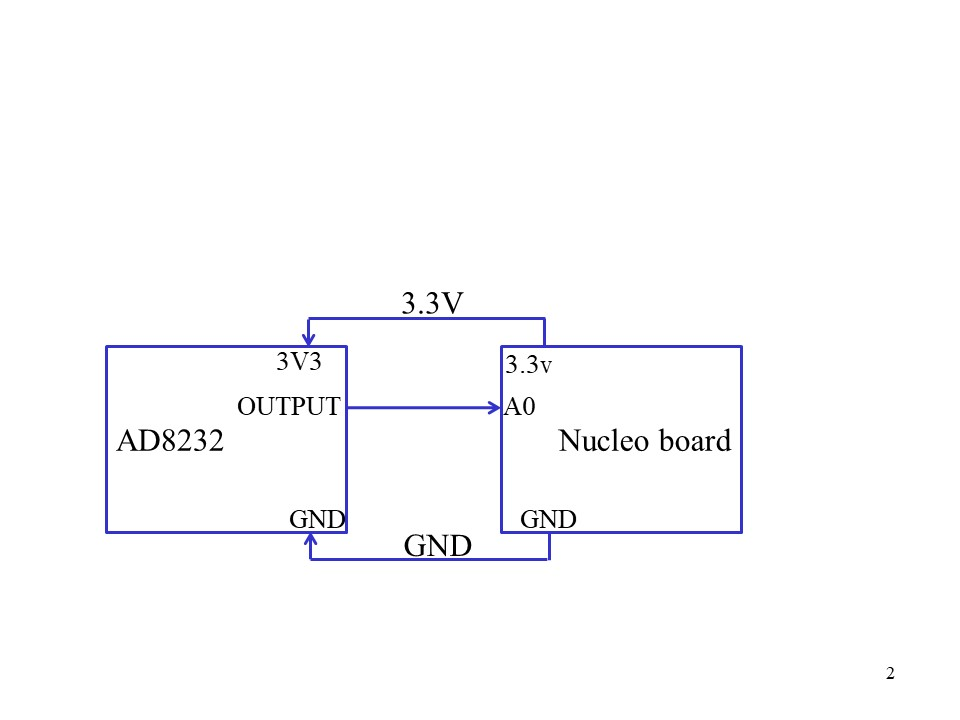 3.3V
3V3
3.3V
OUTPUT
A0
AD8232
Nucleo board
GND
GND
GND
2